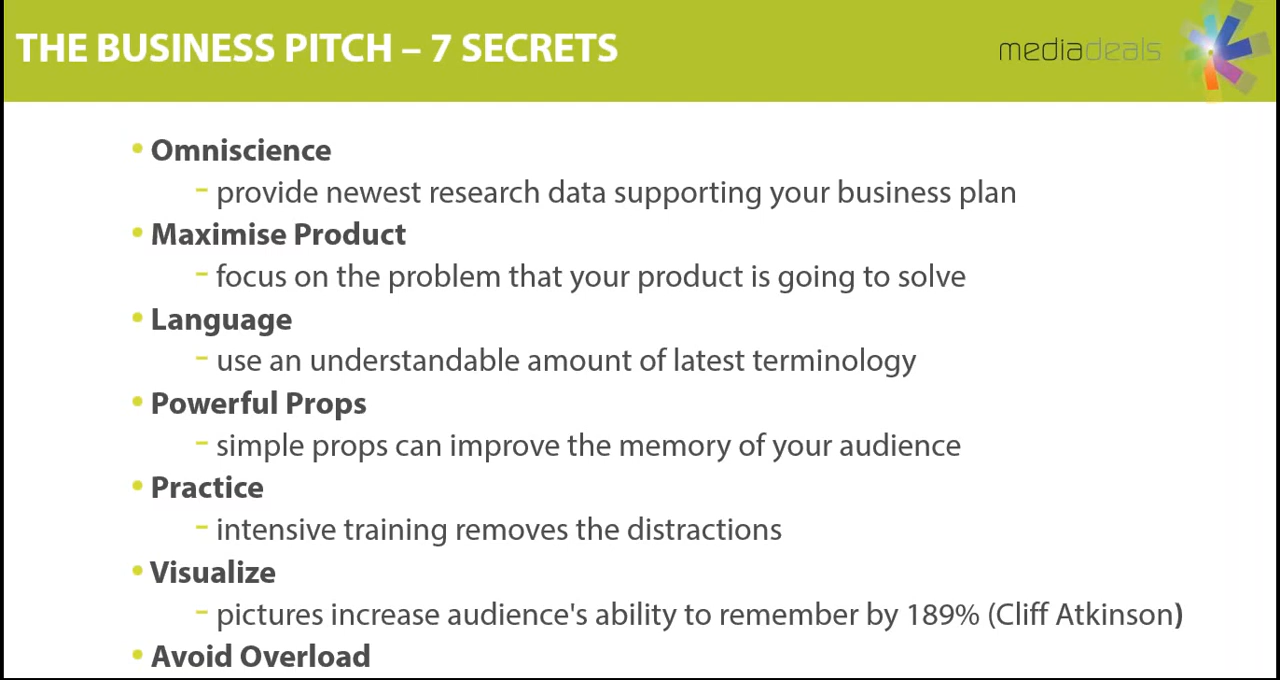 THE BUSINESS PITCH – 7 SECRETS
mediadeals
• Omniscience
- provide newest research data supporting your business plan
• Maximise Product
- focus on the problem that your product is going to solve
• Language
- use an understandable amount of latest terminology
• Powerful Props
- simple props can improve the memory of your audience
• Practice
- intensive training removes the distractions
• Visualize
- pictures increase audience's ability to remember by 189% (Cliff Atkinson)
• Avoid Overload